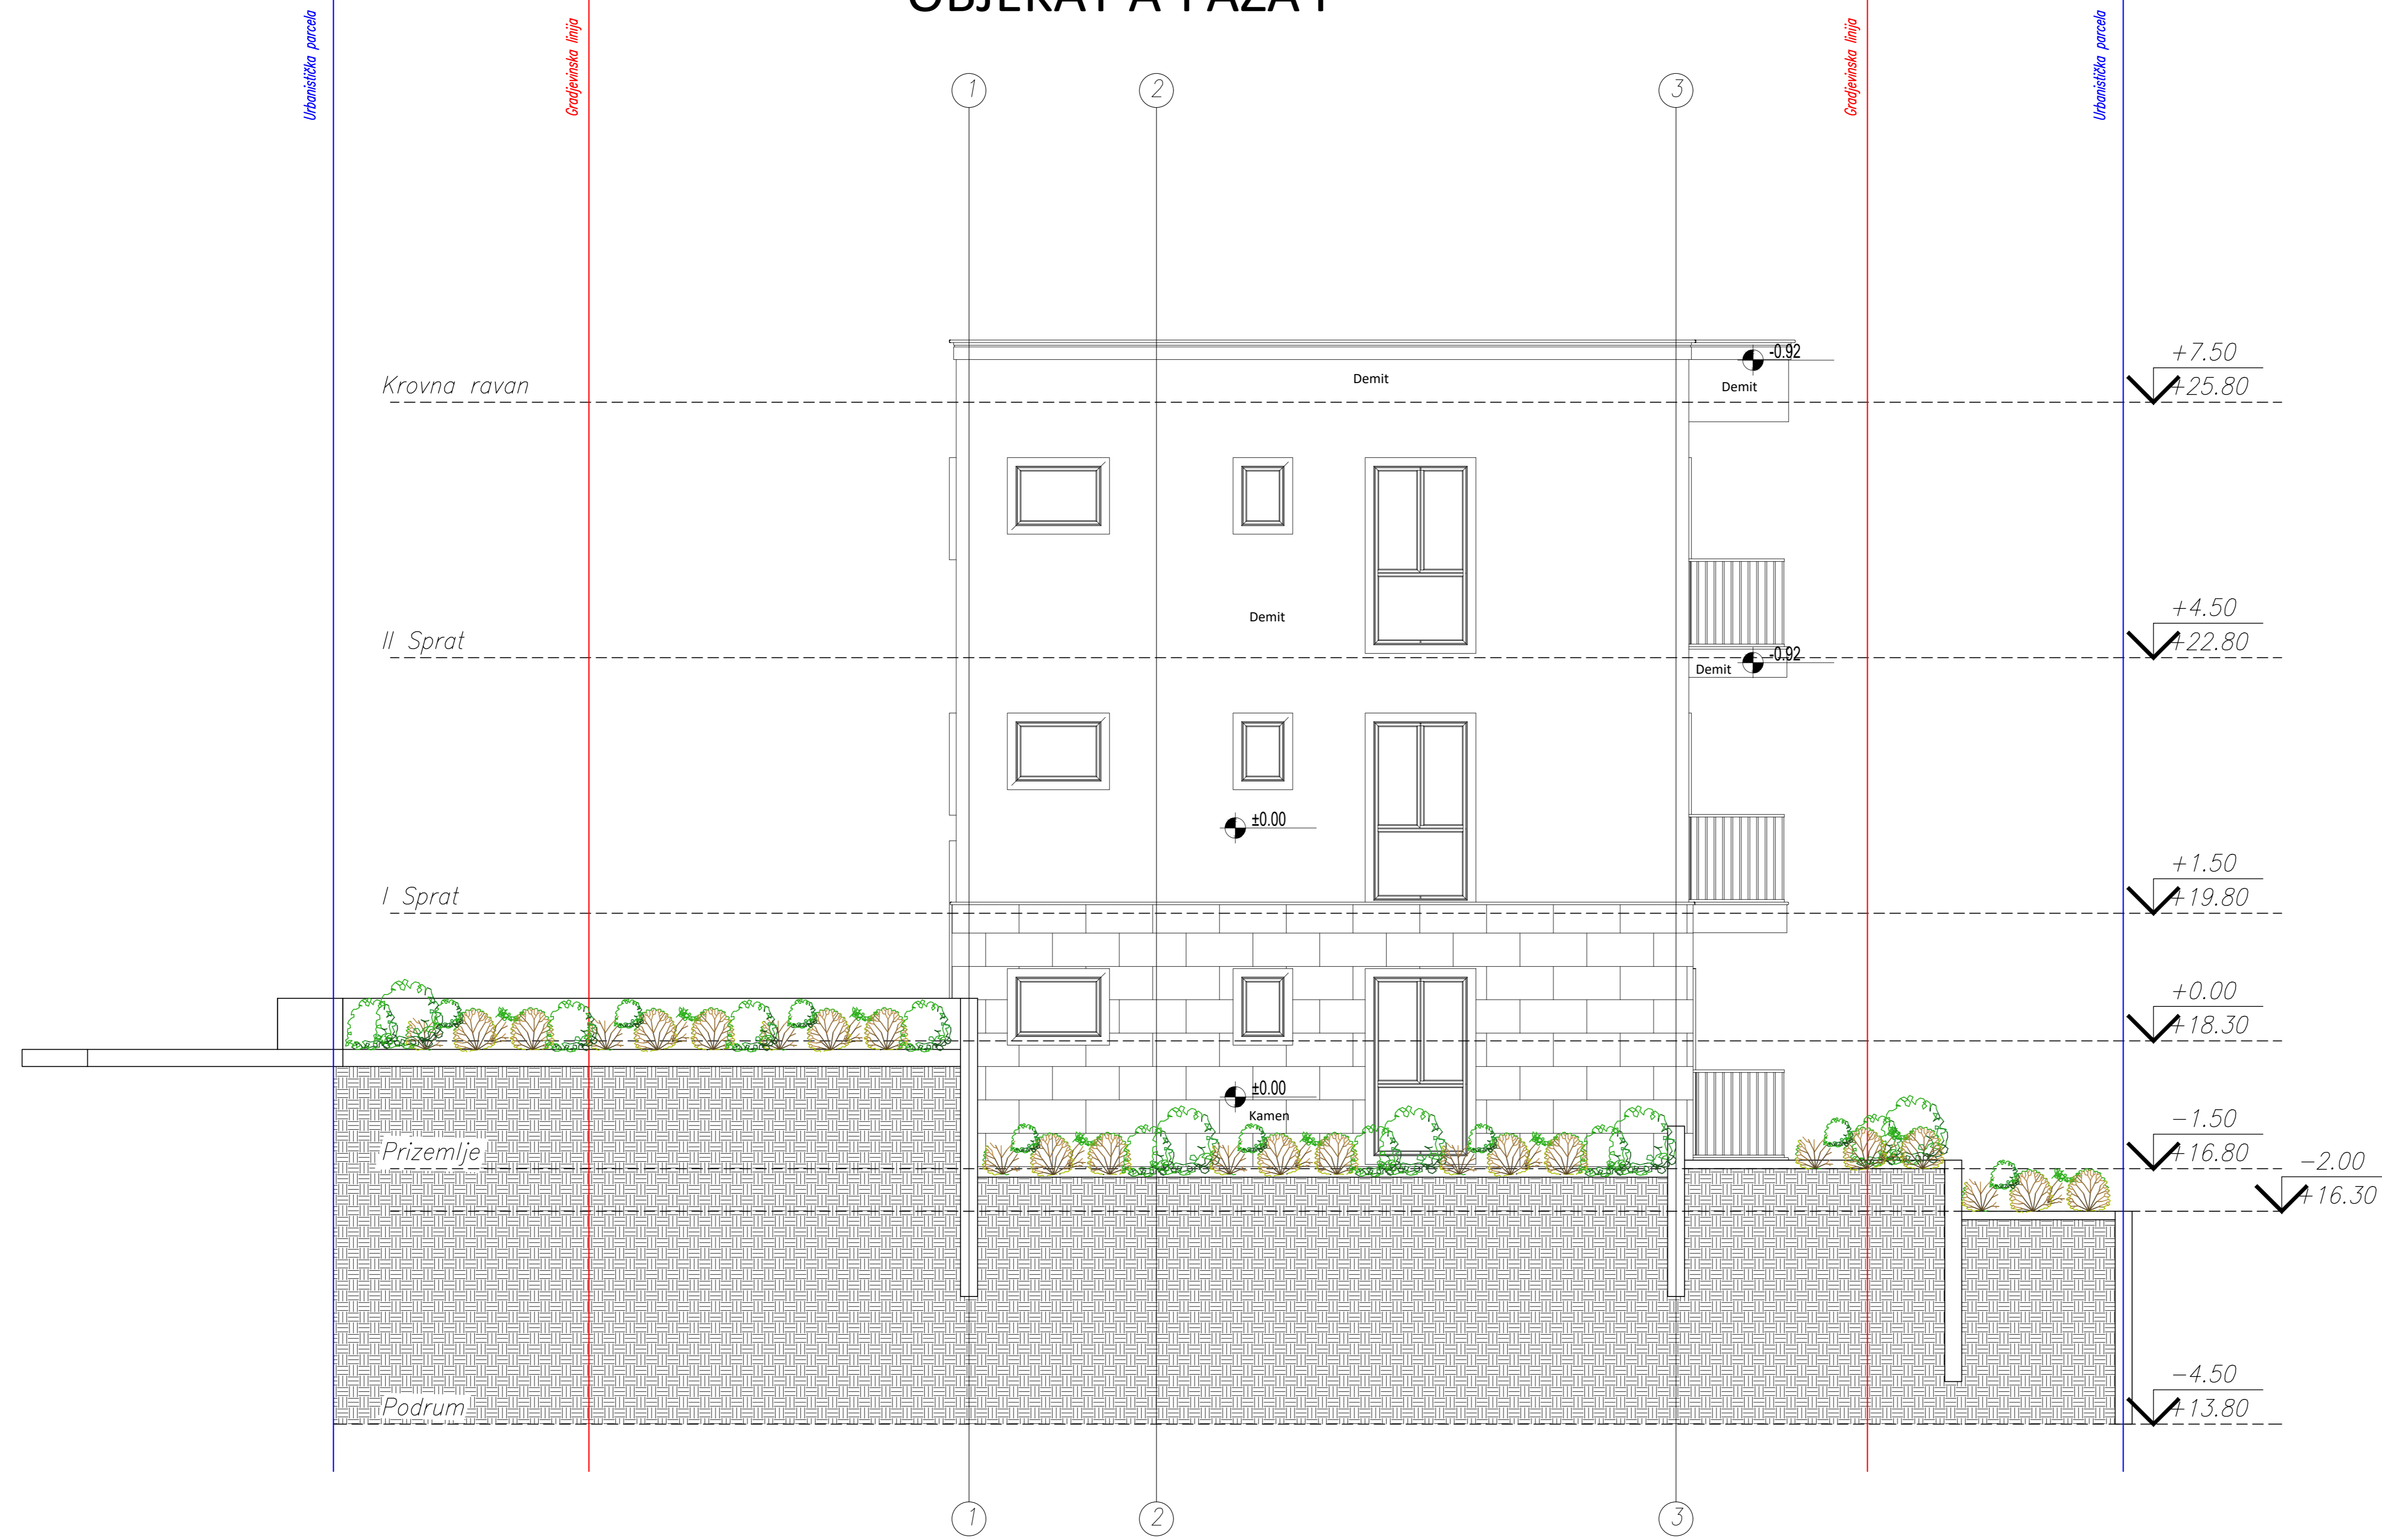 OBJEKAT A FAZA I
Urbanistička parcela
Gradjevinska linija
Gradjevinska linija
Urbanistička parcela
1
2
3
-0.92
+7.50
Demit
Demit
Krovna ravan
+25.80
+4.50
Demit
II Sprat
+22.80
-0.92
Demit
±0.00
+1.50
I Sprat
+19.80
+0.00
+18.30
±0.00
Kamen
-1.50
Prizemlje
+16.80
-2.00
+16.30
-4.50
Podrum
+13.80
1
2
3